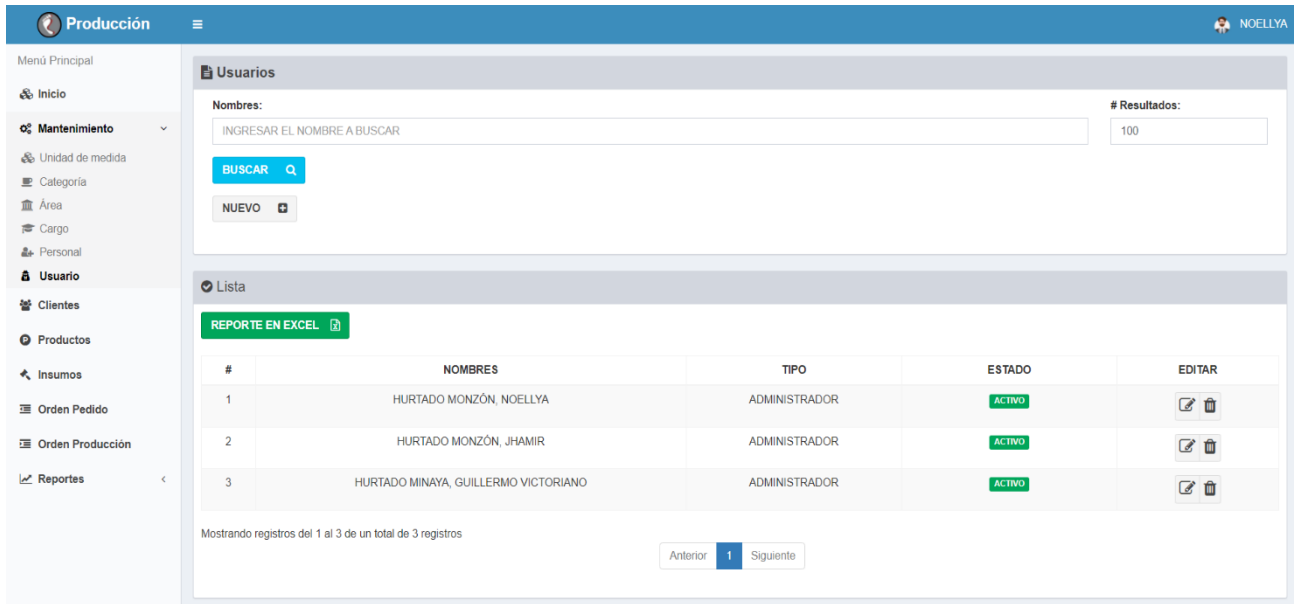 Producción
NOELLYA
Menú Principal
Inicio
Mantenimiento
Unidad de medida
Categoría
Área
Cargo
Personal
Usuario
Clientes
Productos
Insumos
Orden Pedido
Orden Producción
Reportes
Usuarios
Nombres: # Resultados:
INGRESAR EL NOMBRE A BUSCAR 100
BUSCAR
NUEVO
Lista
REPORTE EN EXCEL
# NOMBRES TIPO ESTADO EDITAR
1 HURTADO MONZÓN, NOELLYA ADMINISTRADOR ACTIVO
2 HURTADO MONZÓN, JHAMIR ADMINISTRADOR ACTIVO
3 HURTADO MINAYA, GUILLERMO VICTORIANO ADMINISTRADOR ACTIVO
Mostrando registros del 1 al 3 de un total de 3 registros
Anterior 1 Siguiente